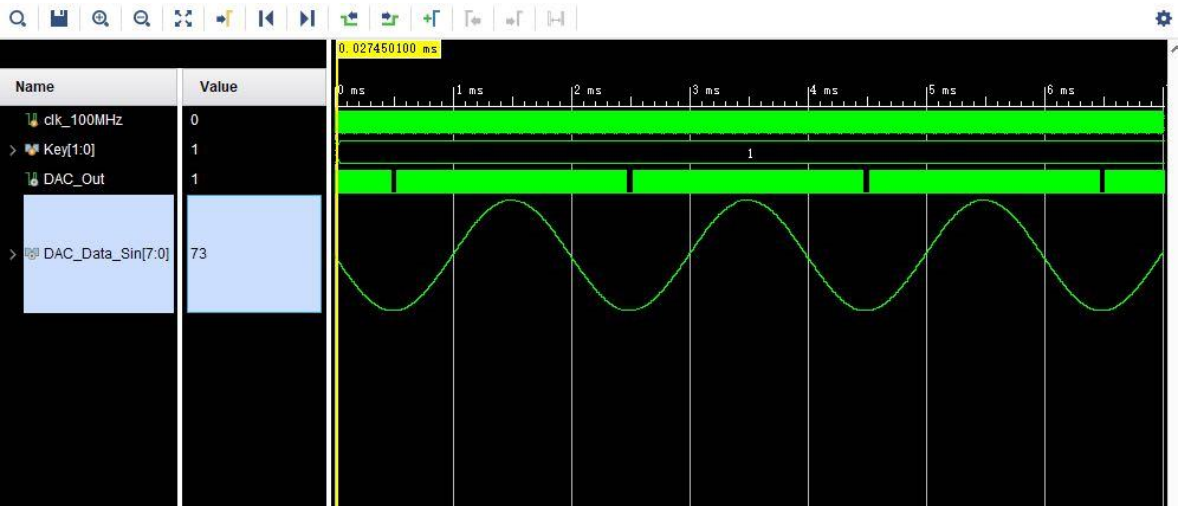 0.027450100 ms
Name Value
0 ms 1 ms 2 ms 3 ms 4 ms 5 ms 6 ms
clk_100MHz 0
Key[1:0] 1 1
DAC_Out 1
DAC_Data_Sin[7:0] 73